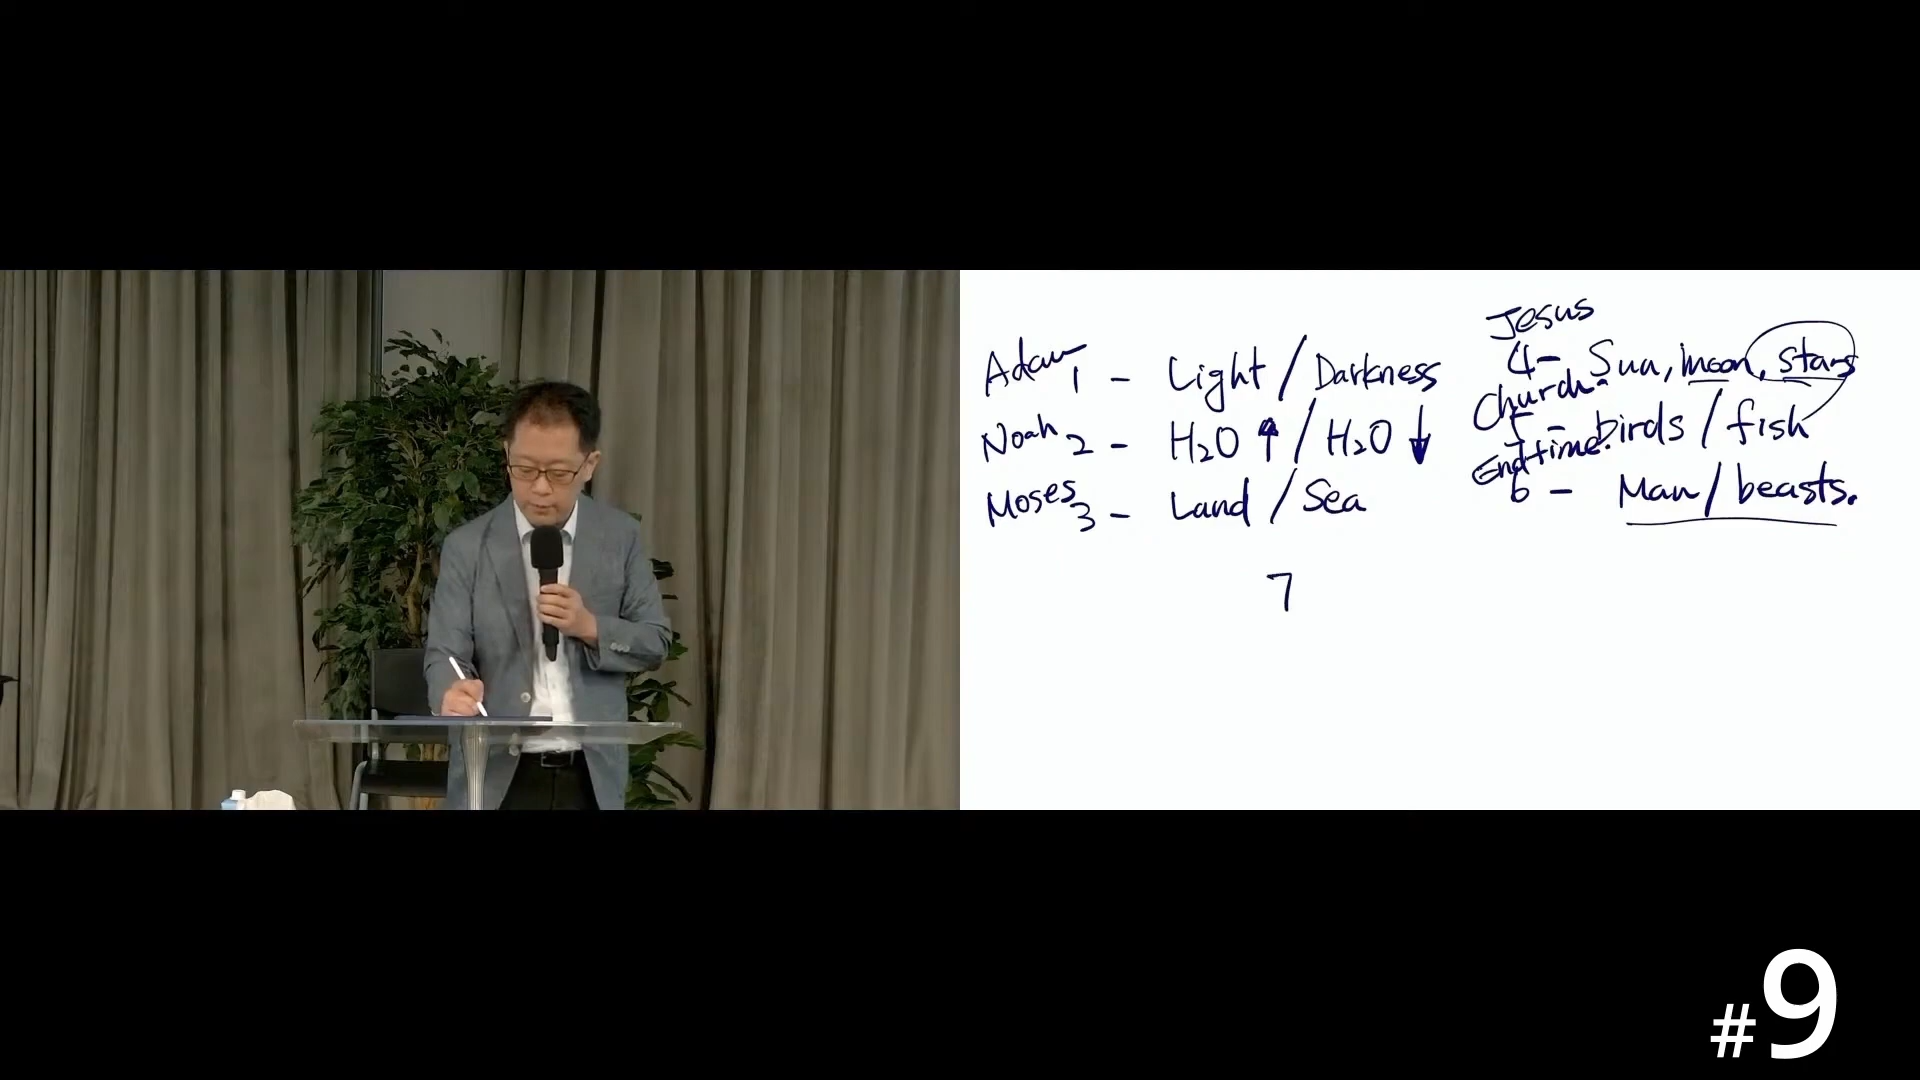 Adam 1 - Light / Darkness
Noah 2 - H₂O ↑ / H₂O ↓
Moses 3 - Land / Sea
Jesus
4 - Sun, moon, stars
Church
5 - birds / fish
Endtime
6 - Man / beasts.
7
#9